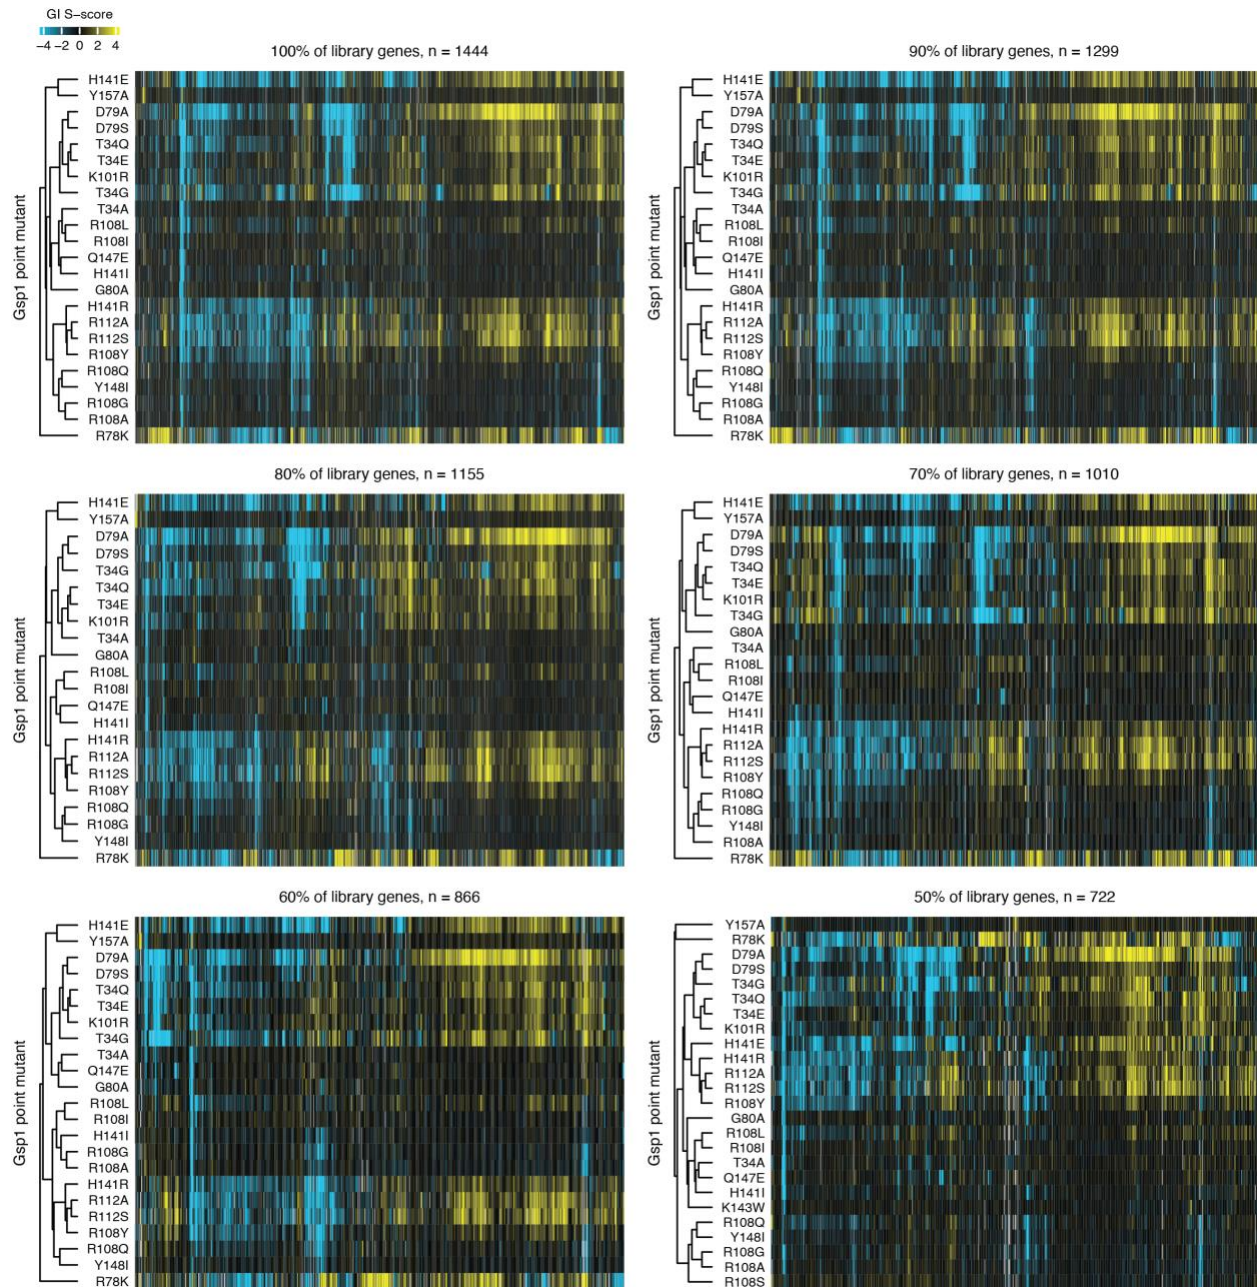 GI S-score
−4 −2 0 2 4
100% of library genes, n = 1444
Gsp1 point mutant
H141E
Y157A
D79A
D79S
T34Q
T34E
K101R
T34G
T34A
R108L
R108I
Q147E
H141I
G80A
H141R
R112A
R112S
R108Y
R108Q
Y148I
R108G
R108A
R78K
90% of library genes, n = 1299
Gsp1 point mutant
H141E
Y157A
D79A
D79S
T34Q
T34E
K101R
T34G
T34A
R108L
R108I
Q147E
H141I
G80A
H141R
R112A
R112S
R108Y
R108Q
Y148I
R108G
R108A
R78K
80% of library genes, n = 1155
Gsp1 point mutant
H141E
Y157A
D79A
D79S
T34G
T34Q
T34E
K101R
T34A
G80A
R108L
R108I
Q147E
H141I
H141R
R112A
R112S
R108Y
R108Q
R108G
Y148I
R78K
70% of library genes, n = 1010
Gsp1 point mutant
H141E
Y157A
D79A
D79S
T34Q
T34E
K101R
T34G
G80A
T34A
R108L
R108I
Q147E
H141I
H141R
R112A
R112S
R108Y
R108Q
R108G
Y148I
R108A
R78K
60% of library genes, n = 866
Gsp1 point mutant
H141E
Y157A
D79A
D79S
T34Q
T34E
K101R
T34G
T34A
Q147E
G80A
R108L
R108I
H141I
R108G
R108A
H141R
R112A
R112S
R108Y
R108Q
Y148I
R78K
50% of library genes, n = 722
Gsp1 point mutant
Y157A
R78K
D79A
D79S
T34G
T34Q
T34E
K101R
H141E
H141R
R112A
R112S
R108Y
G80A
R108L
R108I
T34A
Q147E
H141I
K143W
R108Q
Y148I
R108G
R108A
R108S